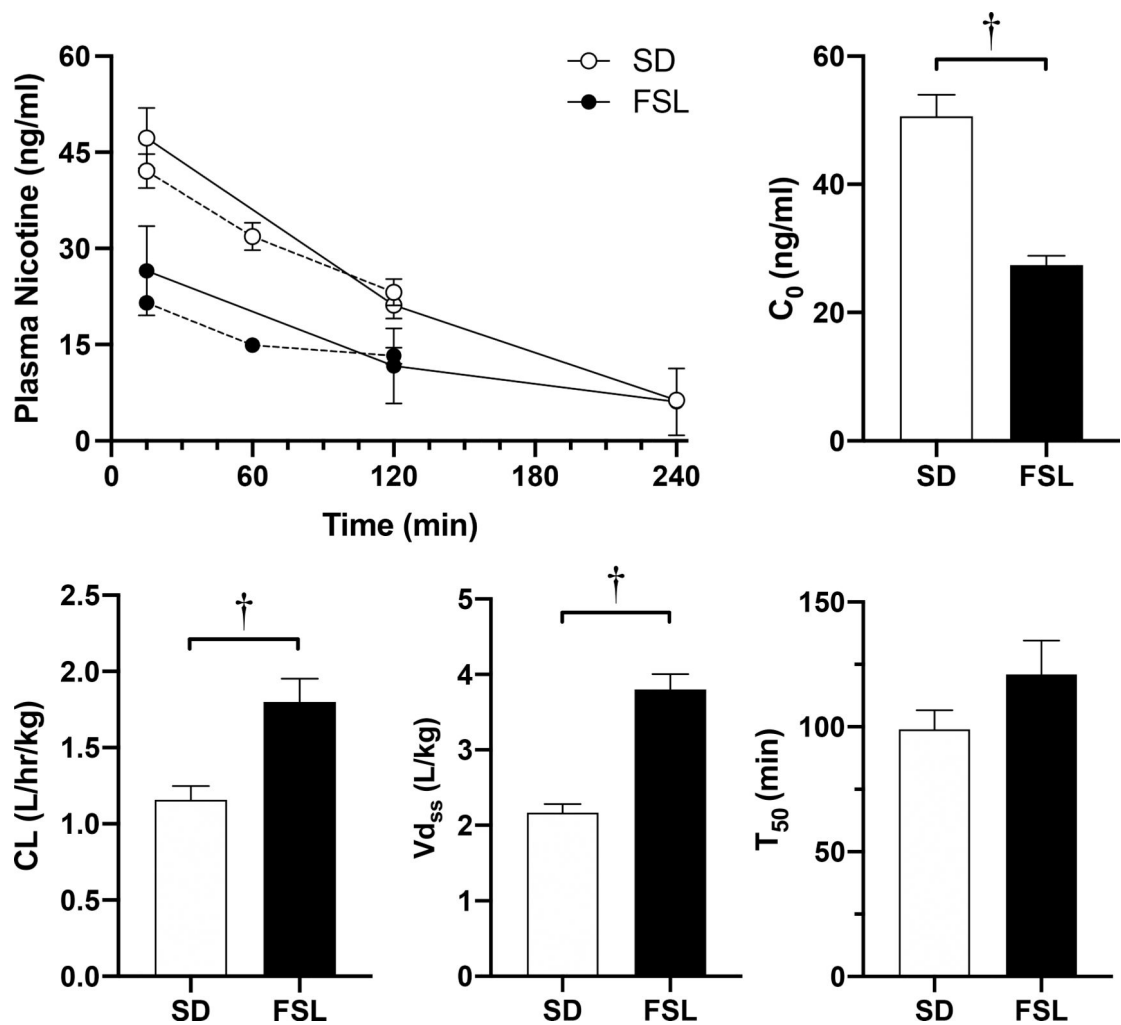 SD
FSL
60
45
30
15
0
Plasma Nicotine (ng/ml)
0 60 120 180 240
Time (min)
†
60
40
20
0
C0 (ng/ml)
SD FSL
†
2.5
2.0
1.5
1.0
0.5
0.0
CL (L/hr/kg)
SD FSL
†
5
4
3
2
1
0
Vdss (L/kg)
SD FSL
150
100
50
0
T50 (min)
SD FSL